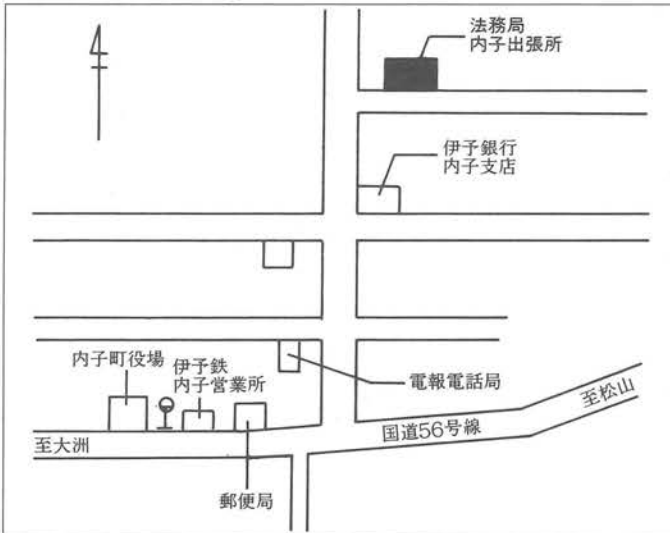 法務局
内子出張所
伊予銀行
内子支店
内子町役場
伊予鉄
内子営業所
電報電話局
至松山
国道56号線
至大洲
郵便局